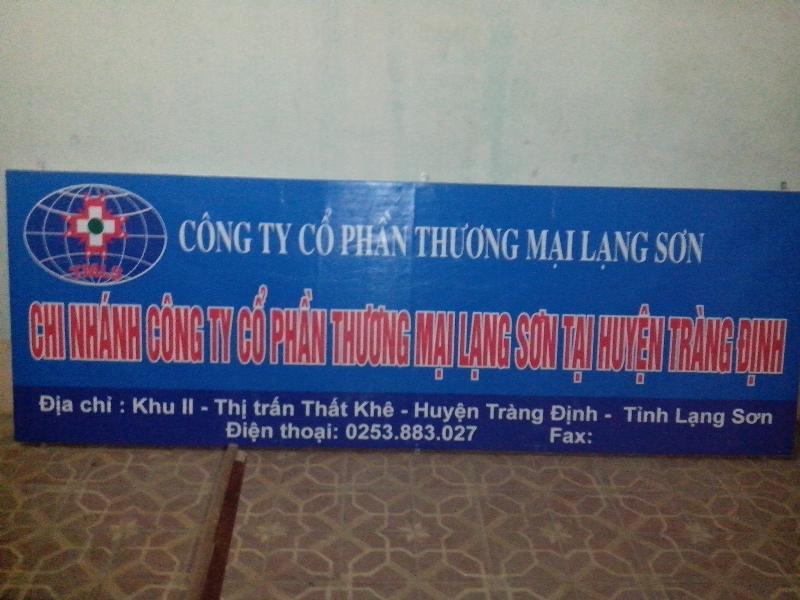 TMLS
CÔNG TY CỔ PHẦN THƯƠNG MẠI LẠNG SƠN
CHI NHÁNH CÔNG TY CỔ PHẦN THƯƠNG MẠI LẠNG SƠN TẠI HUYỆN TRÀNG ĐỊNH
Địa chỉ : Khu II - Thị trấn Thất Khê - Huyện Tràng Định - Tỉnh Lạng Sơn
Điện thoại: 0253.883.027 Fax: